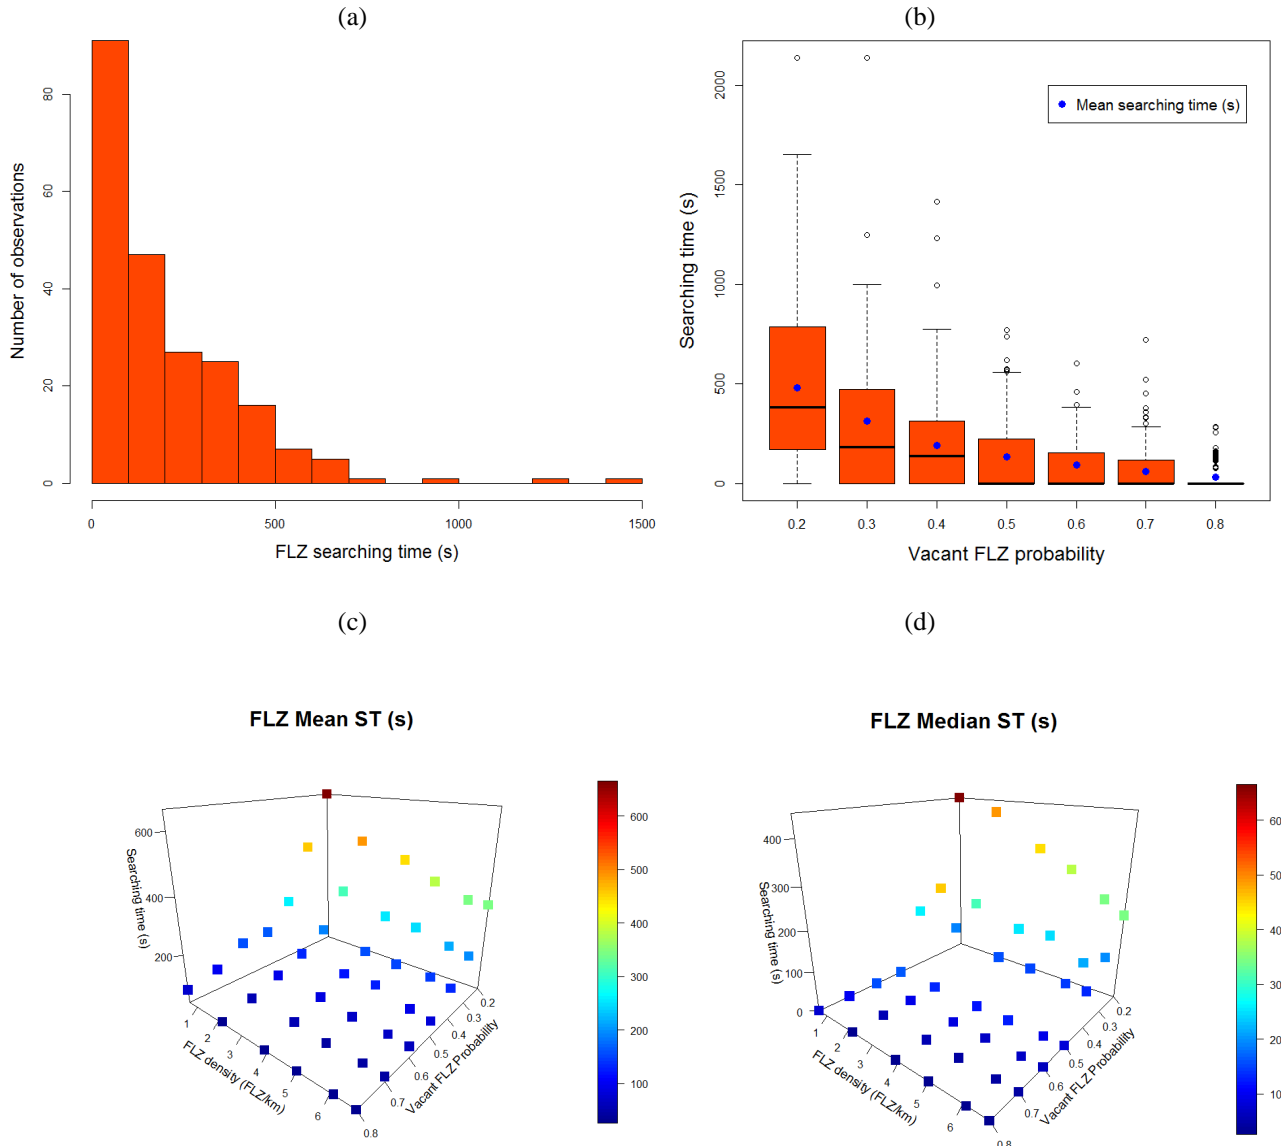 (a)
Number of observations
80
60
40
20
0
0 500 1000 1500
FLZ searching time (s)
(b)
Searching time (s)
2000
1500
1000
500
0
Mean searching time (s)
0.2 0.3 0.4 0.5 0.6 0.7 0.8
Vacant FLZ probability
(c)
FLZ Mean ST (s)
Searching time (s)
600
400
200
1
2
3
4
5
6
FLZ density (FLZ/km)
0.2
0.3
0.4
0.5
0.6
0.7
0.8
Vacant FLZ Probability
600
500
400
300
200
100
(d)
FLZ Median ST (s)
Searching time (s)
400
300
200
100
0
1
2
3
4
5
6
FLZ density (FLZ/km)
0.2
0.3
0.4
0.5
0.6
0.7
0.8
Vacant FLZ Probability
60
50
40
30
20
10